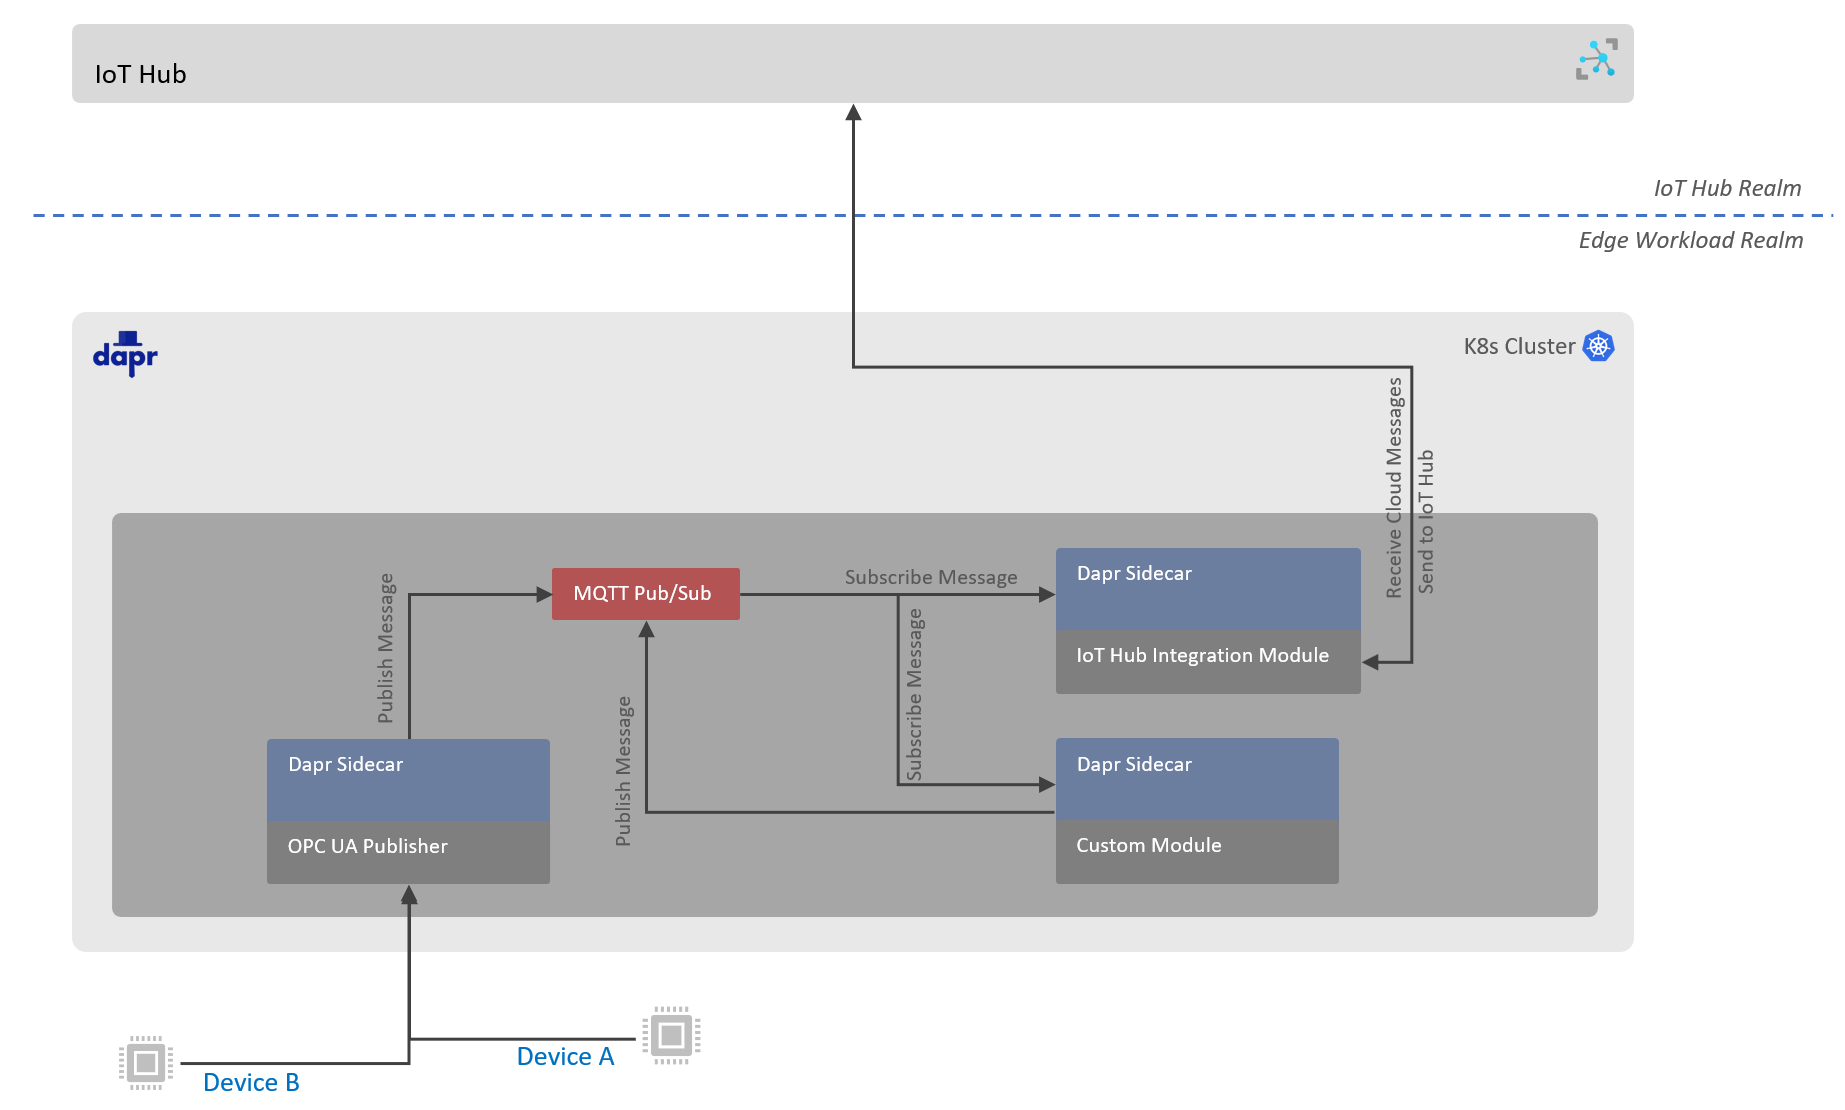 IoT Hub
IoT Hub Realm
Edge Workload Realm
dapr
K8s Cluster
Receive Cloud Messages
Send to IoT Hub
Subscribe Message
Dapr Sidecar
IoT Hub Integration Module
MQTT Pub/Sub
Publish Message
Subscribe Message
Publish Message
Dapr Sidecar
OPC UA Publisher
Dapr Sidecar
Custom Module
Device A
Device B